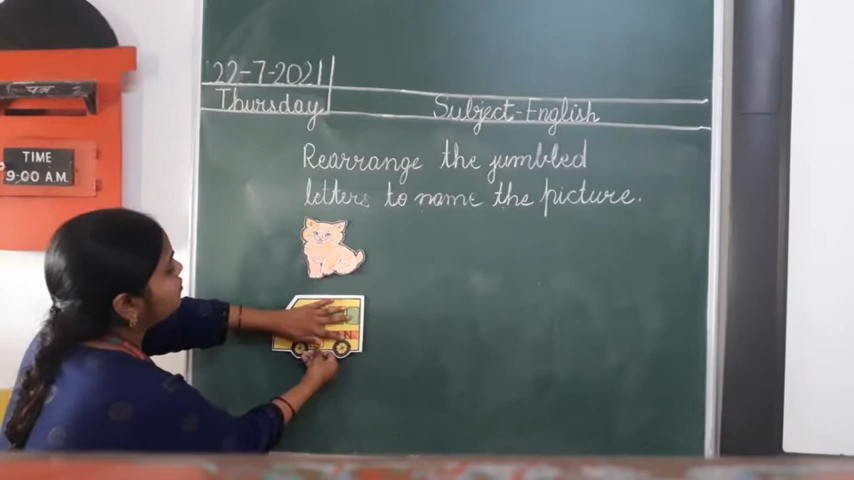 22-7-2021
Thursday
Subject-English
Rearrange the jumbled
letters to name the picture.
TIME
9:00 A.M.